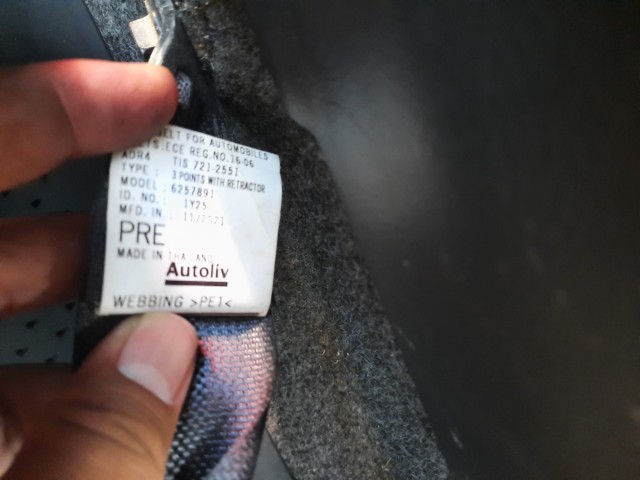 BELT FOR AUTOMOBILES
ECE REG.NO.16-06
ADR4 TIS 721-2551
TYPE : 3 POINTS WITH RETRACTOR
MODEL : 6257891
ID. NO. : 1Y25
MFD. IN. : 11/2021
PRE
MADE IN THAILAND
Autoliv
WEBBING >PET<